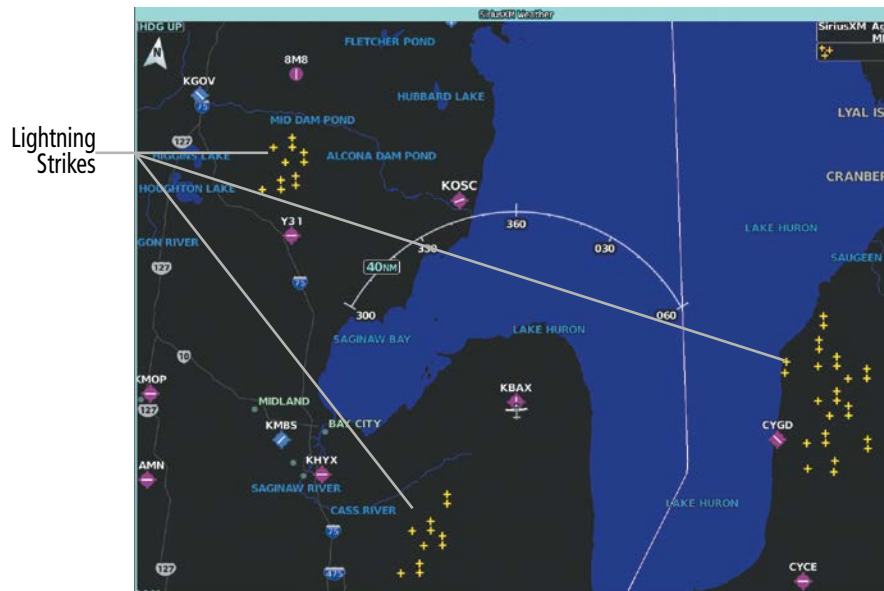 SiriusXM Weather
HDG UP
SiriusXM
N
FLETCHER POND
8M8
KGOV
75
HUBBARD LAKE
MID DAM POND
LYAL IS
127
Lightning
Strikes
HIGGINS LAKE
ALCONA DAM POND
CRANBER
HOUGHTON LAKE
KOSC
Y31
360
LAKE HURON
GON RIVER
330
030
SAUGEEN
40NM
127
75
300
060
LAKE HURON
SAGINAW BAY
10
KMOP
KBAX
MIDLAND
127
BAY CITY
KMBS
CYGD
KHYX
AMN
SAGINAW RIVER
LAKE HURON
CASS RIVER
75
127
475
CYCE